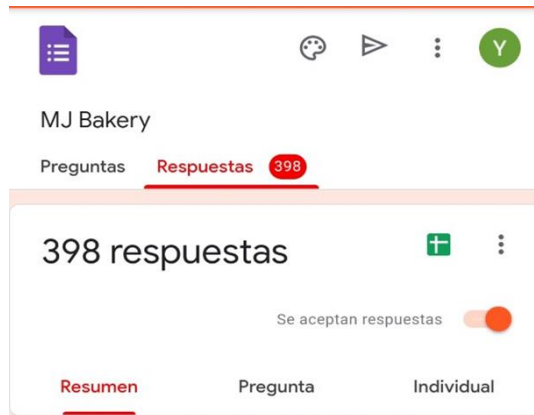 Y
MJ Bakery
Preguntas Respuestas 398
398 respuestas
Se aceptan respuestas
Resumen Pregunta Individual